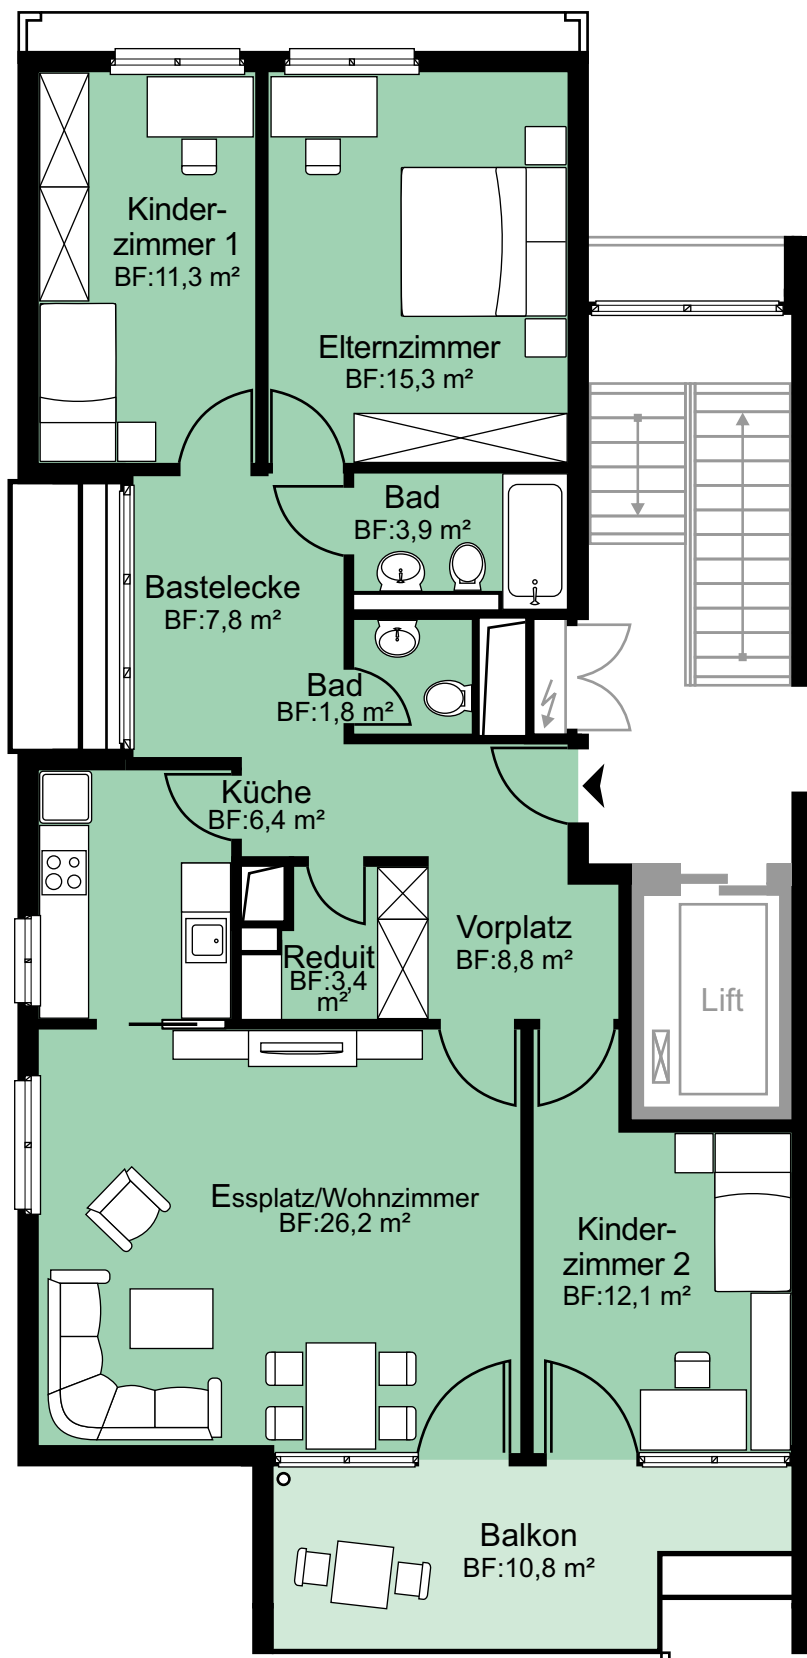 Kinder-
zimmer 1
BF:11,3 m²
Elternzimmer
BF:15,3 m²
Bad
BF:3,9 m²
Bastelecke
BF:7,8 m²
Bad
BF:1,8 m²
Küche
BF:6,4 m²
Vorplatz
BF:8,8 m²
Reduit
BF:3,4
m²
Lift
Essplatz/Wohnzimmer
BF:26,2 m²
Kinder-
zimmer 2
BF:12,1 m²
Balkon
BF:10,8 m²